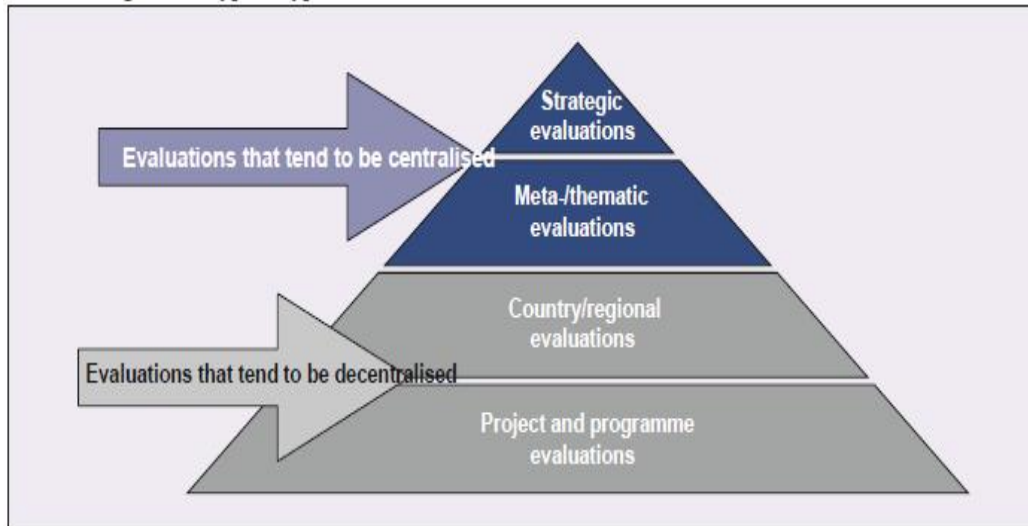 Strategic
evaluations
Evaluations that tend to be centralised
Meta-/thematic
evaluations
Country/regional
evaluations
Evaluations that tend to be decentralised
Project and programme
evaluations